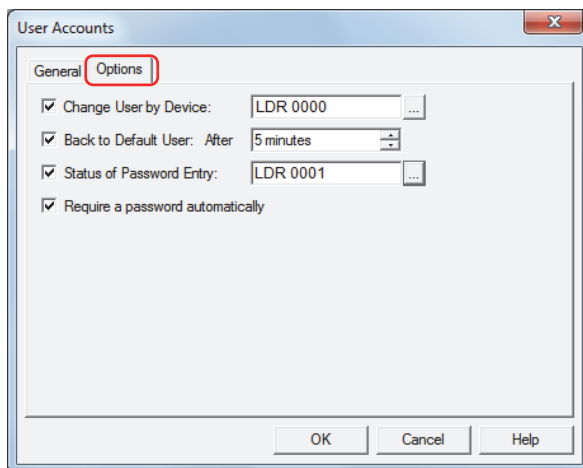 User Accounts
General Options
Change User by Device: LDR 0000 ...
Back to Default User: After 5 minutes
Status of Password Entry: LDR 0001 ...
Require a password automatically
OK Cancel Help